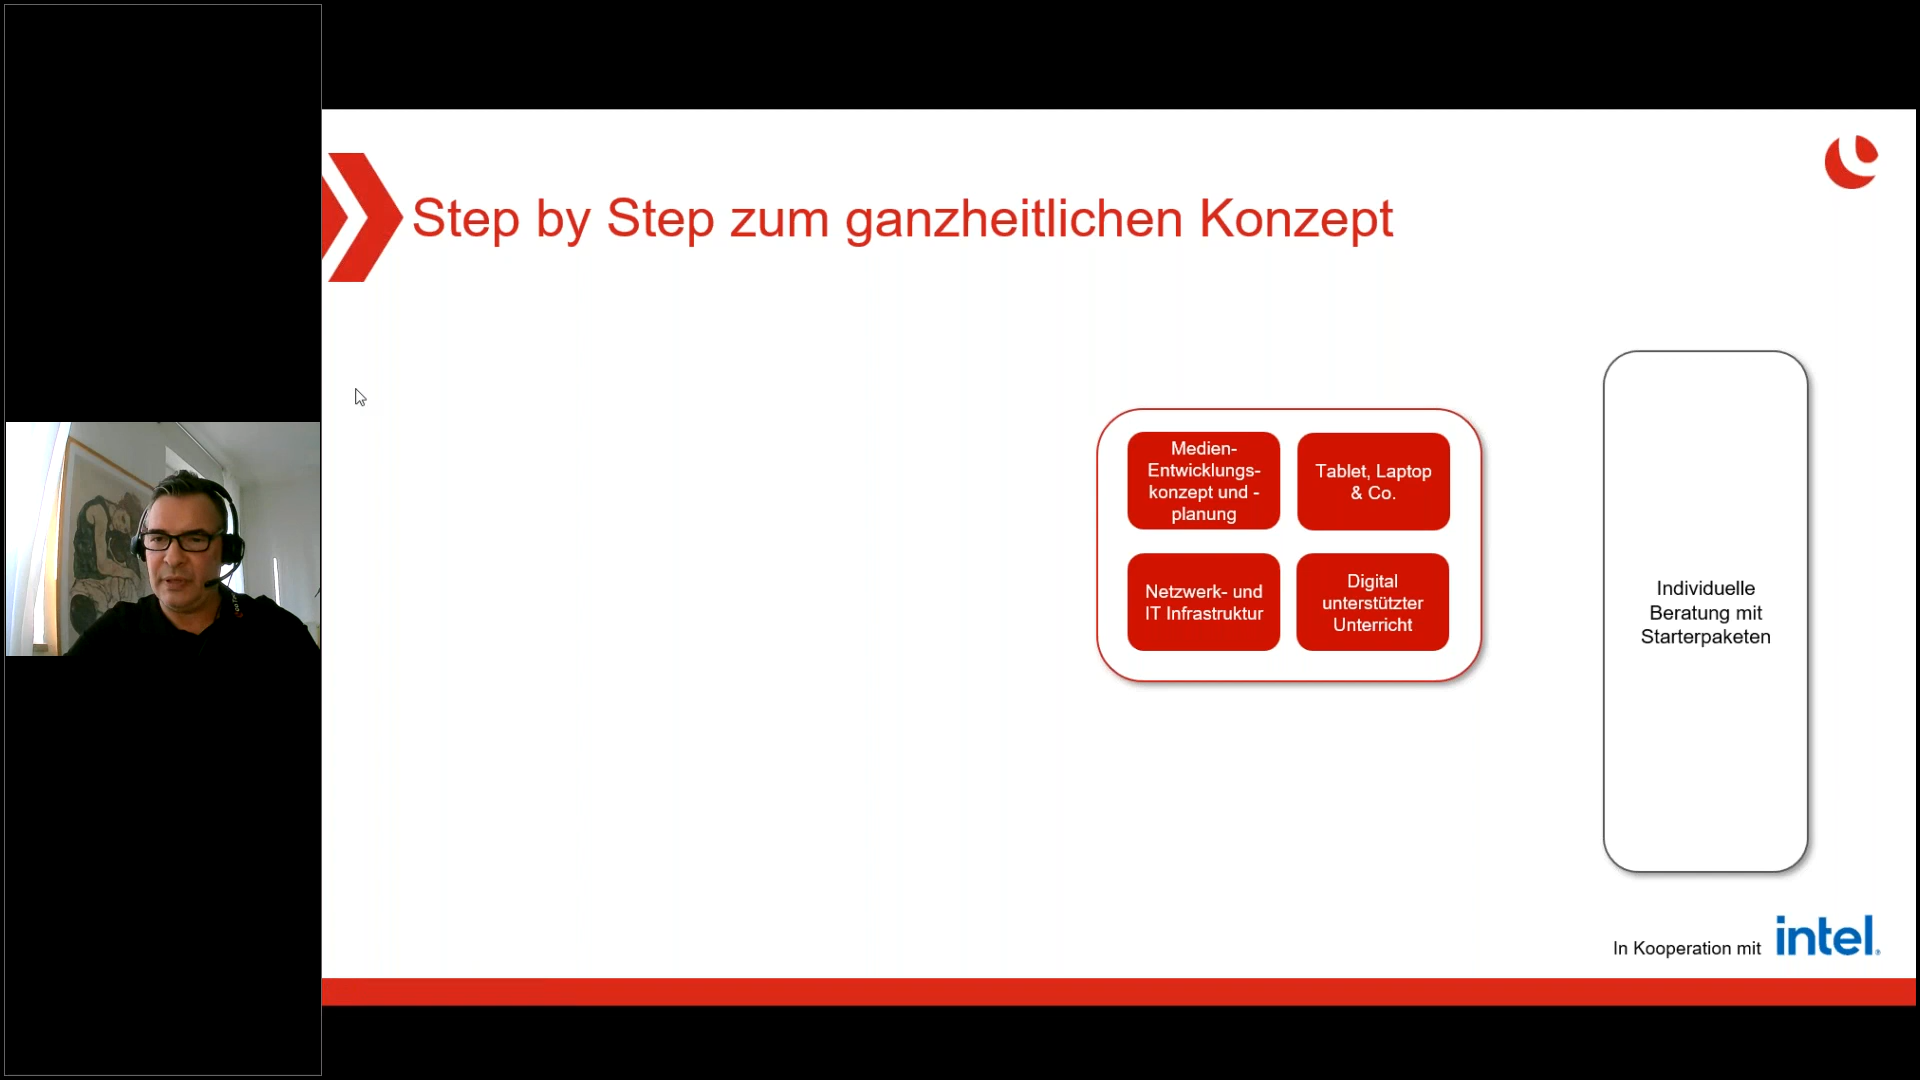 Step by Step zum ganzheitlichen Konzept
Medien-
Entwicklungs-
konzept und -
planung
Tablet, Laptop
& Co.
Netzwerk- und
IT Infrastruktur
Digital
unterstützter
Unterricht
Individuelle
Beratung mit
Starterpaketen
In Kooperation mit
intel®